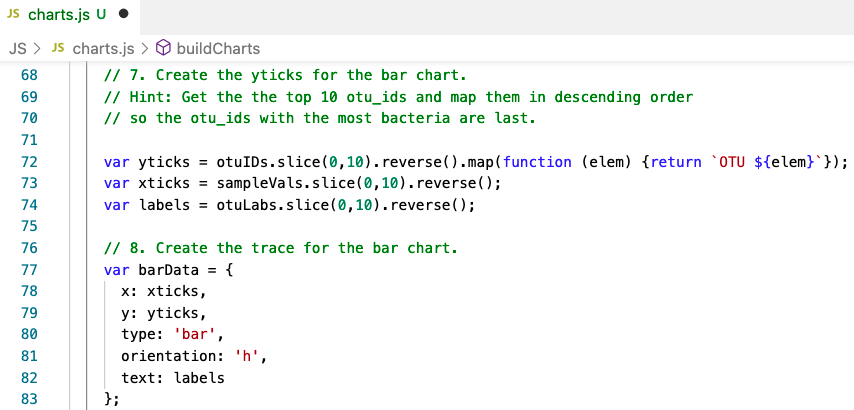 JS charts.js U ●
JS > JS charts.js > buildCharts
68 // 7. Create the yticks for the bar chart.
69 // Hint: Get the the top 10 otu_ids and map them in descending order
70 // so the otu_ids with the most bacteria are last.
71
72 var yticks = otuIDs.slice(0,10).reverse().map(function (elem) {return `OTU ${elem}`});
73 var xticks = sampleVals.slice(0,10).reverse();
74 var labels = otuLabs.slice(0,10).reverse();
75
76 // 8. Create the trace for the bar chart.
77 var barData = {
78   x: xticks,
79   y: yticks,
80   type: 'bar',
81   orientation: 'h',
82   text: labels
83 };